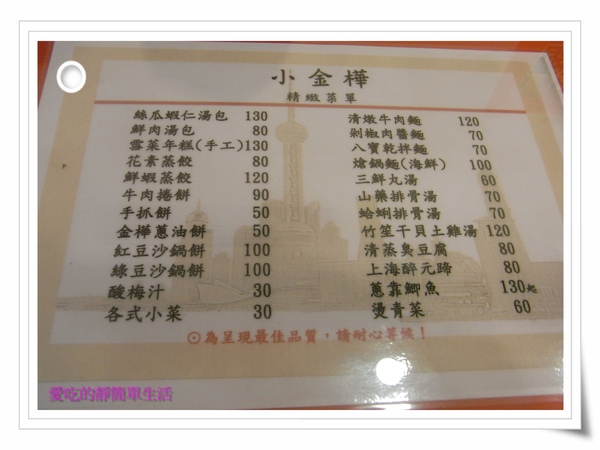 小金樺
精緻菜單
絲瓜蝦仁湯包 130
鮮肉湯包 80
雪菜年糕(手工)130
花素蒸餃 80
鮮蝦蒸餃 120
牛肉捲餅 90
手抓餅 50
金樺蔥油餅 50
紅豆沙鍋餅 100
綠豆沙鍋餅 100
酸梅汁 30
各式小菜 30
清燉牛肉麵 120
剁椒肉醬麵 70
八寶乾拌麵 70
熗鍋麵(海鮮) 100
三鮮丸湯 60
山藥排骨湯 70
蛤蜊排骨湯 70
竹笙干貝土雞湯 120
清蒸臭豆腐 80
上海醉元蹄 80
蔥㸆鯽魚 130起
燙青菜 60
⊙為呈現最佳品質，請耐心等候！
愛吃的靜簡單生活